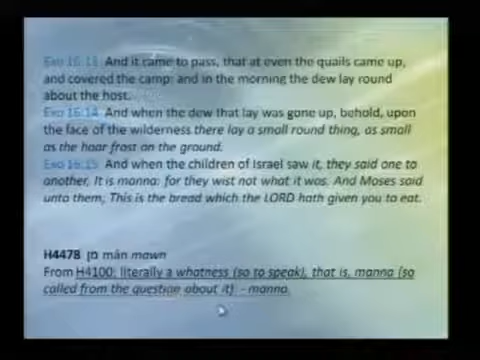 Exo 16:13 And it came to pass, that at even the quails came up,
and covered the camp: and in the morning the dew lay round
about the host.
Exo 16:14 And when the dew that lay was gone up, behold, upon
the face of the wilderness there lay a small round thing, as small
as the hoar frost on the ground.
Exo 16:15 And when the children of Israel saw it, they said one to
another, It is manna: for they wist not what it was. And Moses said
unto them, This is the bread which the LORD hath given you to eat.
H4478 מן mân mawn
From H4100; literally a whatness (so to speak), that is, manna (so
called from the question about it): - manna.